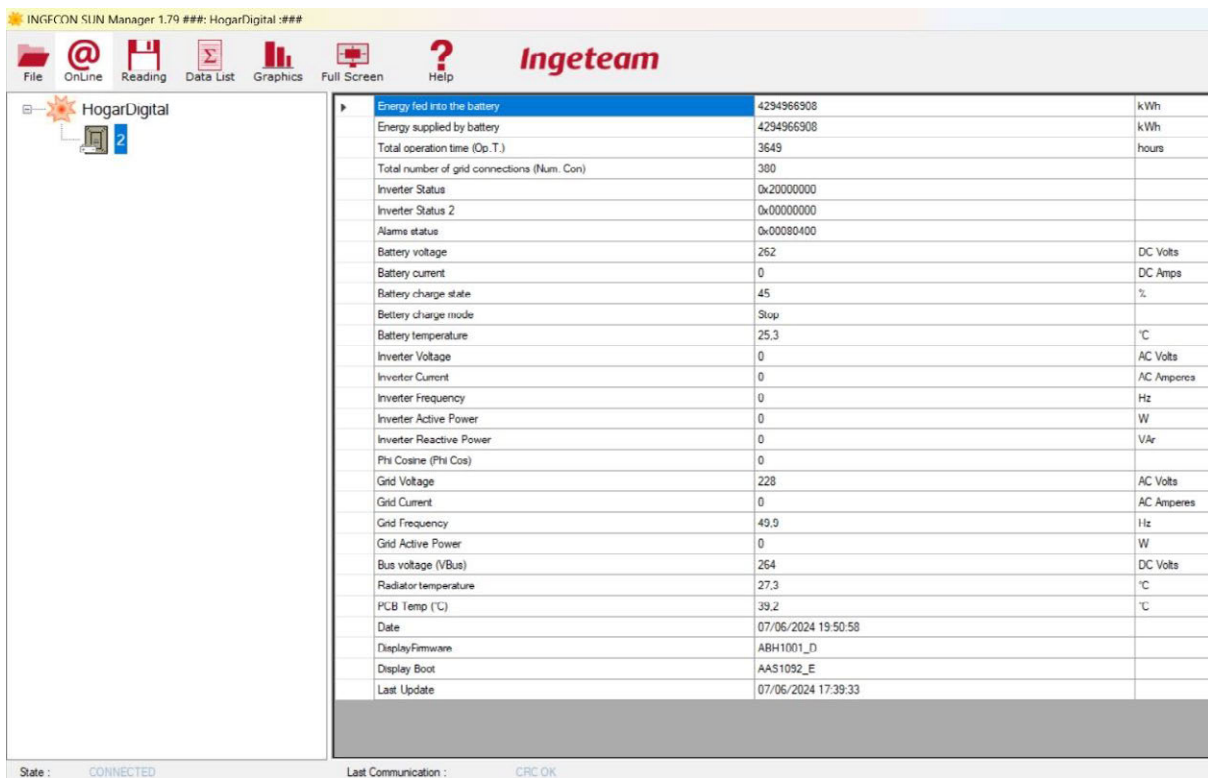 INGECON SUN Manager 1.79 ###: HogarDigital :###
File OnLine Reading Data List Graphics Full Screen Help Ingeteam
HogarDigital
2
Energy fed into the battery 4294966908 kWh
Energy supplied by battery 4294966908 kWh
Total operation time (Op.T.) 3649 hours
Total number of grid connections (Num. Con) 380
Inverter Status 0x20000000
Inverter Status 2 0x00000000
Alarms status 0x00080400
Battery voltage 262 DC Volts
Battery current 0 DC Amps
Battery charge state 45 %
Bettery charge mode Stop
Battery temperature 25,3 °C
Inverter Voltage 0 AC Volts
Inverter Current 0 AC Amperes
Inverter Frequency 0 Hz
Inverter Active Power 0 W
Inverter Reactive Power 0 VAr
Phi Cosine (Phi Cos) 0
Grid Voltage 228 AC Volts
Grid Current 0 AC Amperes
Grid Frequency 49,9 Hz
Grid Active Power 0 W
Bus voltage (VBus) 264 DC Volts
Radiator temperature 27,3 °C
PCB Temp (°C) 39,2 °C
Date 07/06/2024 19:50:58
DisplayFirmware ABH1001_D
Display Boot AAS1092_E
Last Update 07/06/2024 17:39:33
State : CONNECTED Last Communication : CRC OK